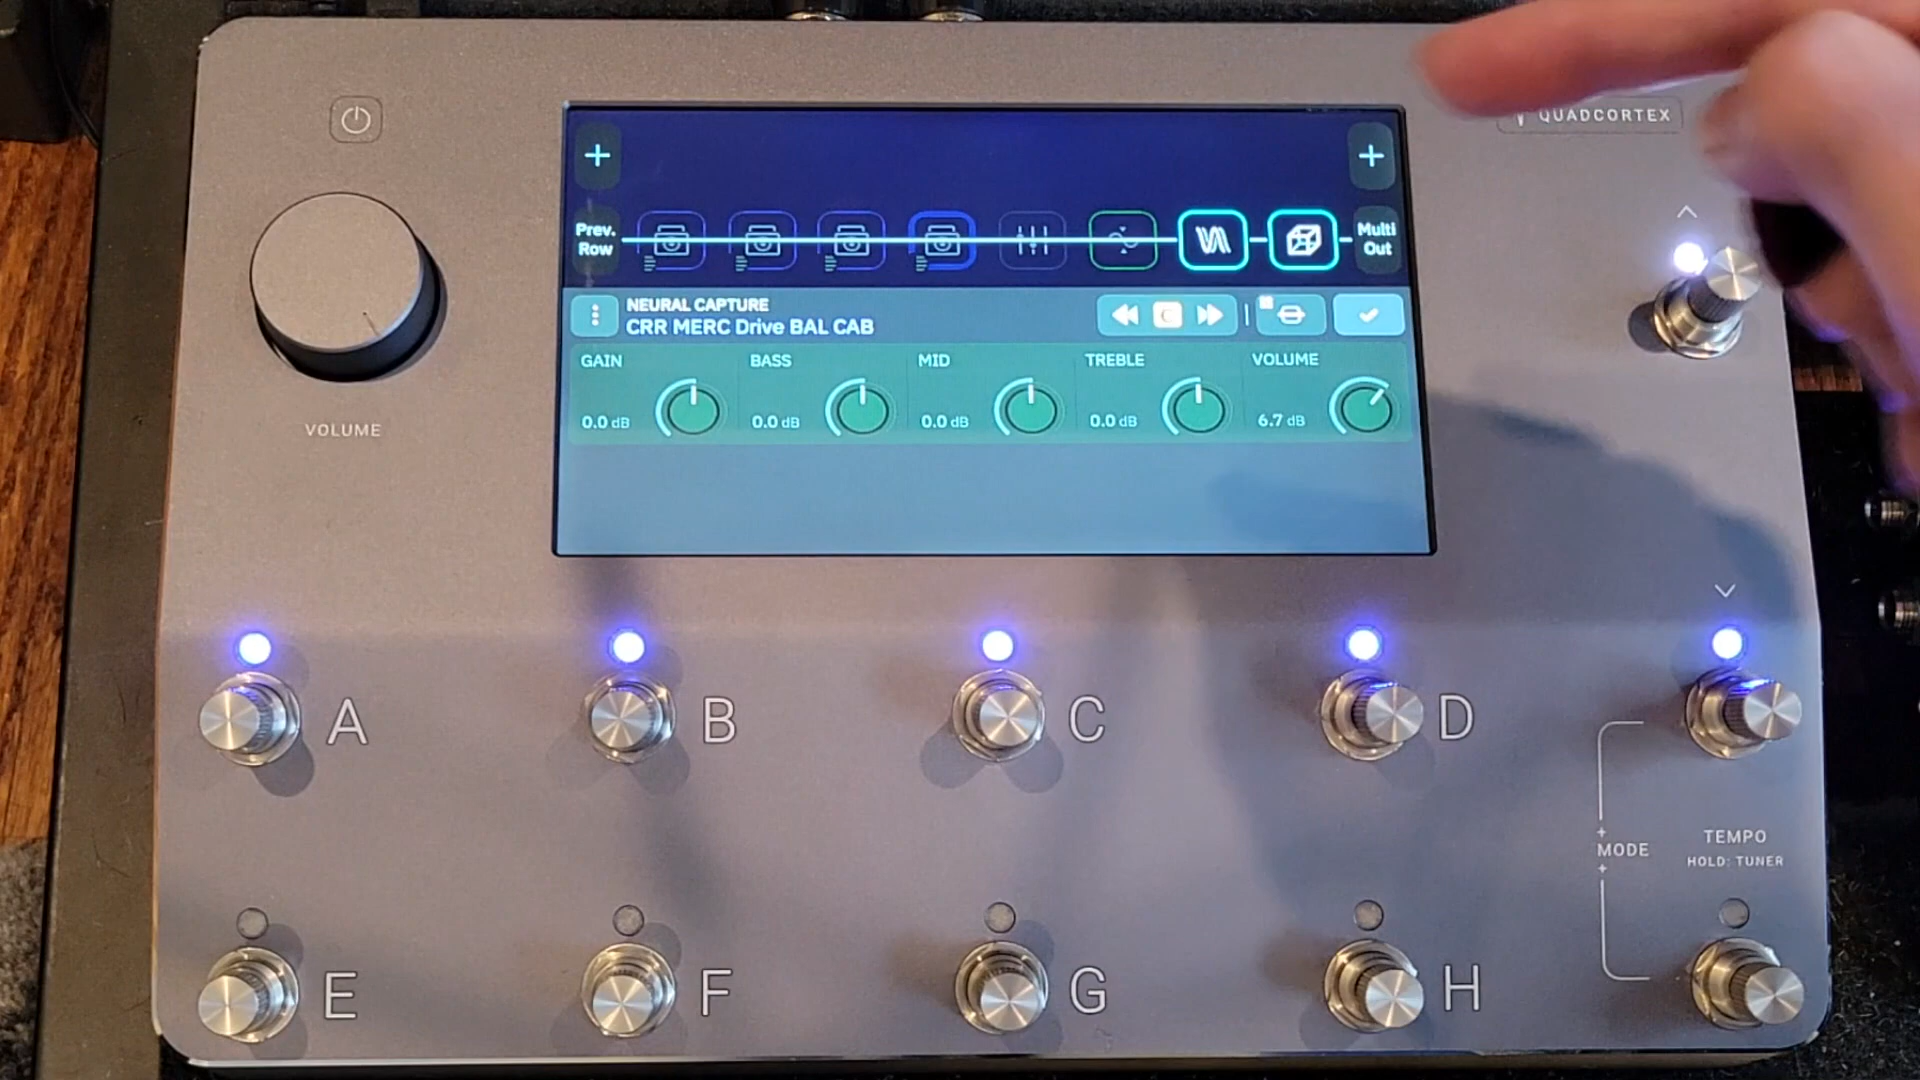 QUADCORTEX
+
+
Prev.
Row
Multi
Out
NEURAL CAPTURE
CRR MERC Drive BAL CAB
C
GAIN
BASS
MID
TREBLE
VOLUME
0.0 dB
0.0 dB
0.0 dB
0.0 dB
6.7 dB
VOLUME
A
B
C
D
+
MODE
+
TEMPO
HOLD: TUNER
E
F
G
H